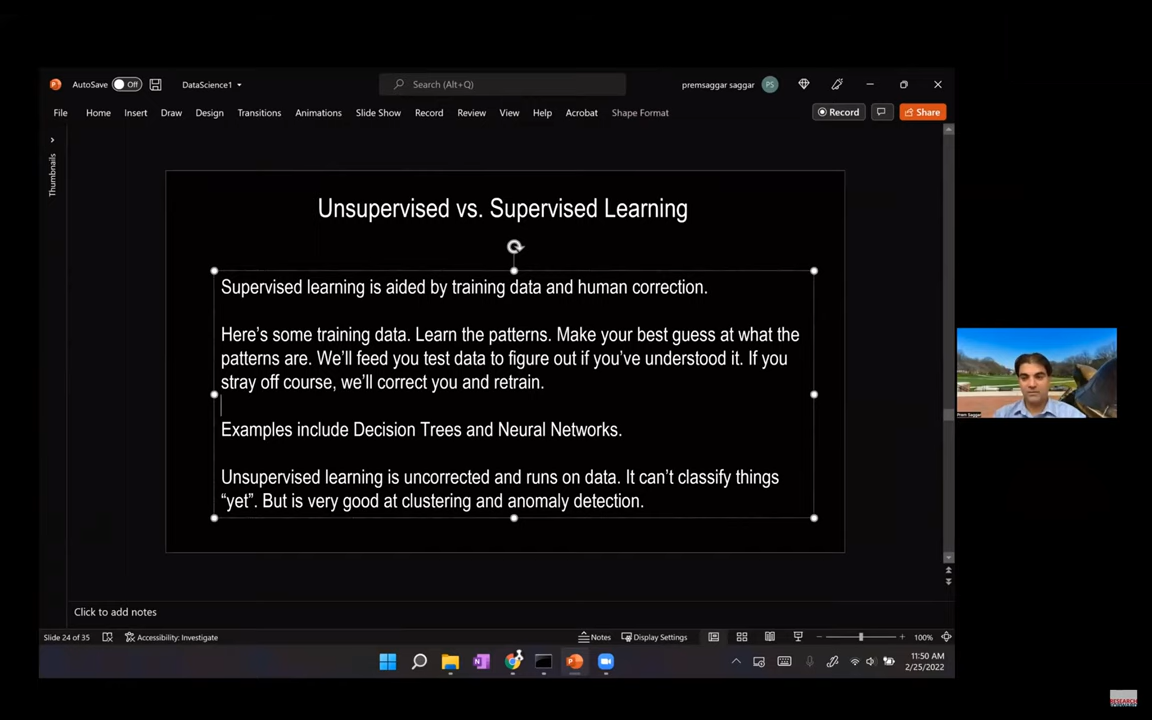 AutoSave Off DataScience1 Search (Alt+Q) premsaggar saggar PS
File Home Insert Draw Design Transitions Animations Slide Show Record Review View Help Acrobat Shape Format Record Share
Thumbnails
Unsupervised vs. Supervised Learning
Supervised learning is aided by training data and human correction.
Here’s some training data. Learn the patterns. Make your best guess at what the
patterns are. We’ll feed you test data to figure out if you’ve understood it. If you
stray off course, we’ll correct you and retrain.
Examples include Decision Trees and Neural Networks.
Unsupervised learning is uncorrected and runs on data. It can’t classify things
“yet”. But is very good at clustering and anomaly detection.
Prem Saggar
Click to add notes
Slide 24 of 35 Accessibility: Investigate Notes Display Settings 100%
11:50 AM
2/25/2022
RESEARCH